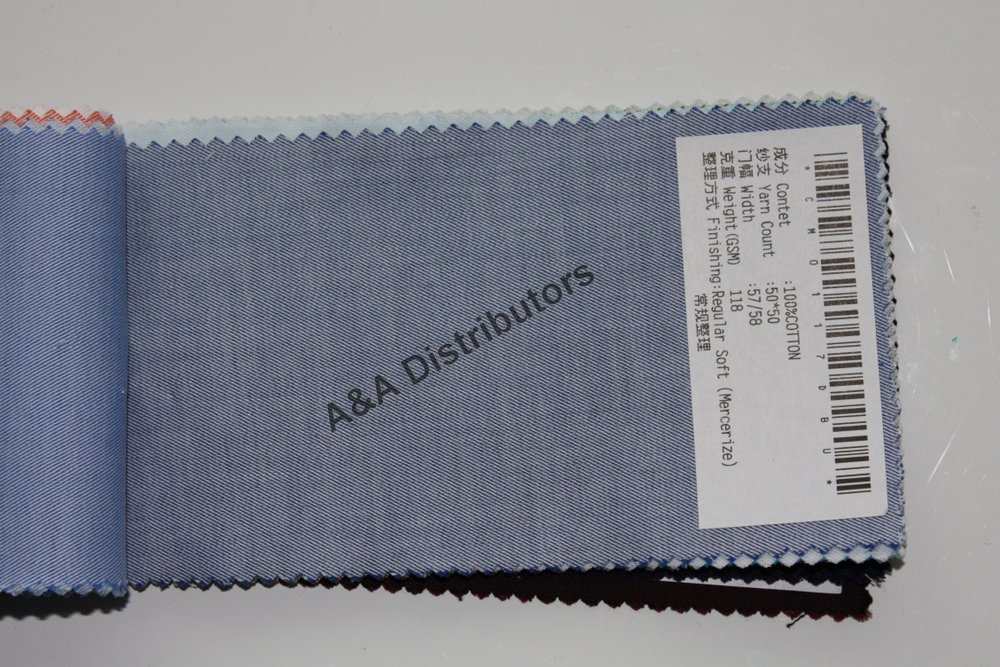 *CM0117DBU*
成分 Contet :100%COTTON
纱支 Yarn Count :50*50
门幅 Width :57/58
克重 Weight(GSM) 118
整理方式 Finishing:Regular Soft (Mercerize)
常规整理
A&A Distributors